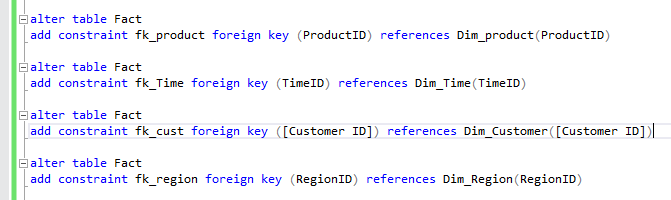 alter table Fact
add constraint fk_product foreign key (ProductID) references Dim_product(ProductID)
alter table Fact
add constraint fk_Time foreign key (TimeID) references Dim_Time(TimeID)
alter table Fact
add constraint fk_cust foreign key ([Customer ID]) references Dim_Customer([Customer ID])
alter table Fact
add constraint fk_region foreign key (RegionID) references Dim_Region(RegionID)